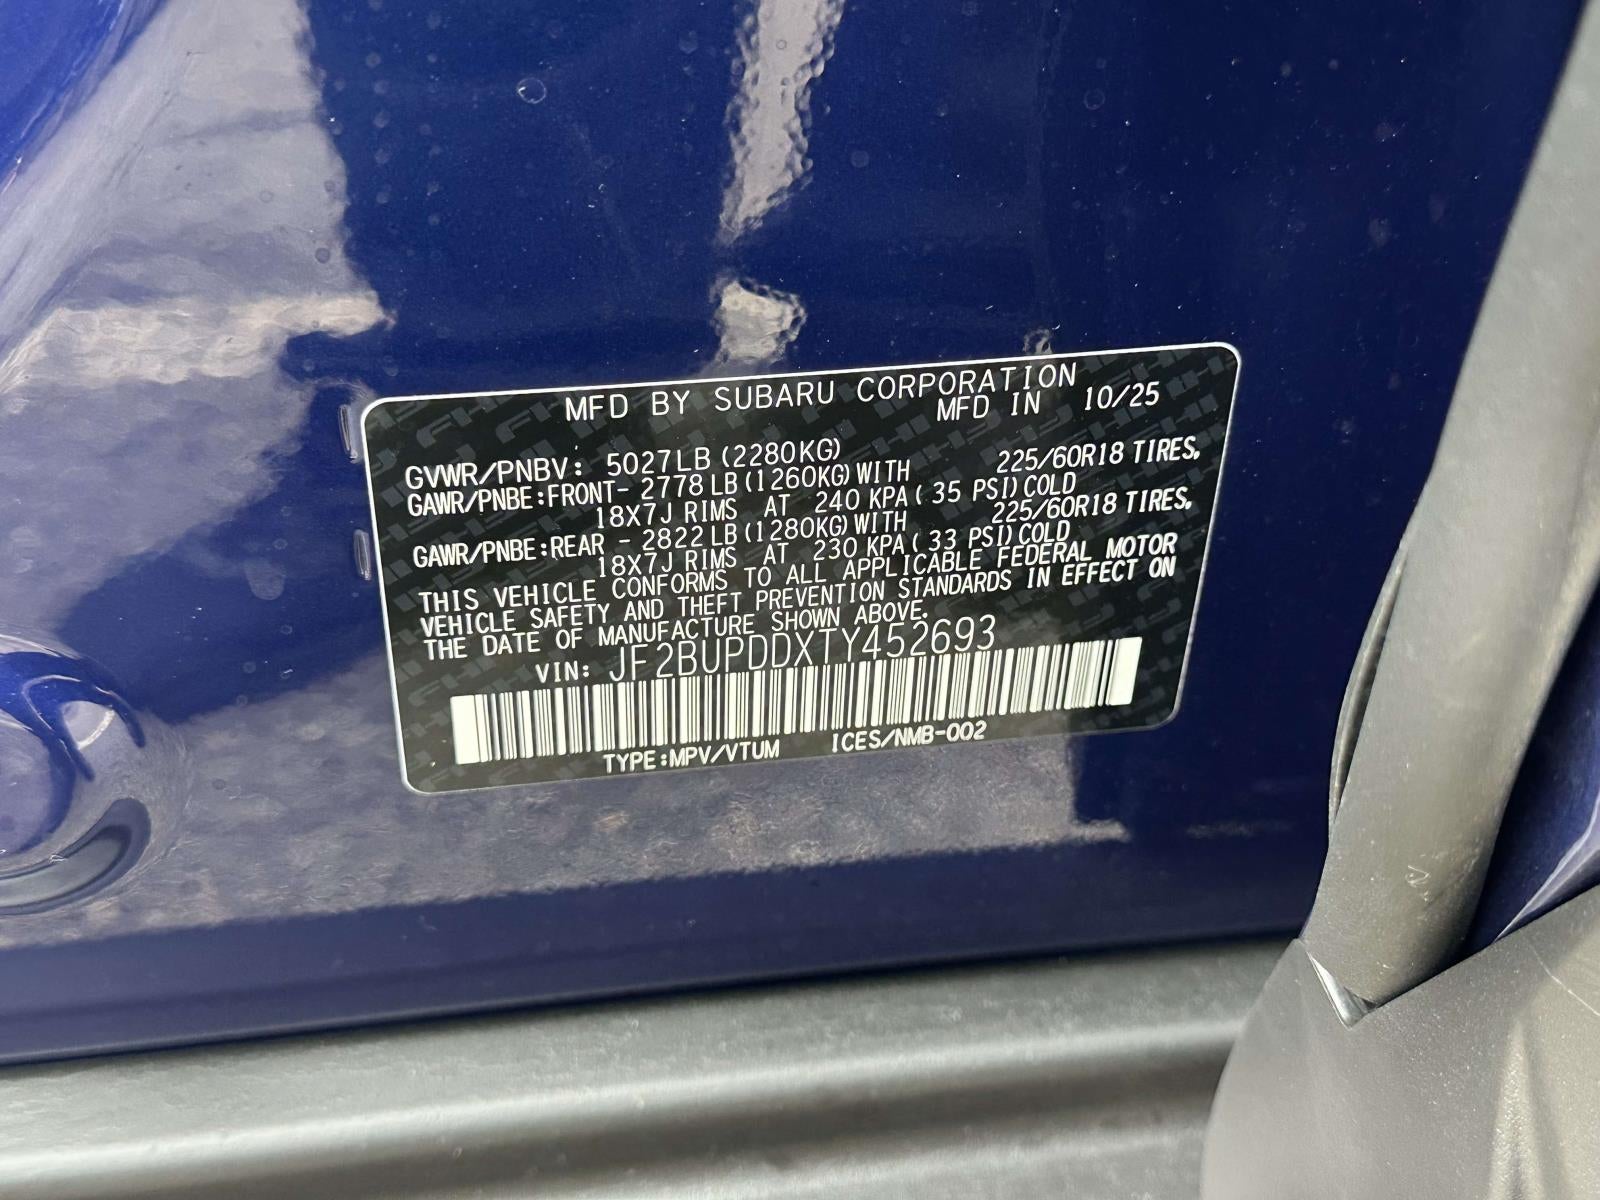 MFD BY SUBARU CORPORATION
MFD IN 10/25
GVWR/PNBV: 5027LB (2280KG)
GAWR/PNBE:FRONT- 2778 LB (1260KG) WITH 225/60R18 TIRES,
18X7J RIMS AT 240 KPA ( 35 PSI) COLD
GAWR/PNBE:REAR - 2822 LB (1280KG) WITH 225/60R18 TIRES,
18X7J RIMS AT 230 KPA ( 33 PSI) COLD
THIS VEHICLE CONFORMS TO ALL APPLICABLE FEDERAL MOTOR
VEHICLE SAFETY AND THEFT PREVENTION STANDARDS IN EFFECT ON
THE DATE OF MANUFACTURE SHOWN ABOVE.
VIN: JF2BUPDDXTY452693
TYPE:MPV/VTUM ICES/NMB-002